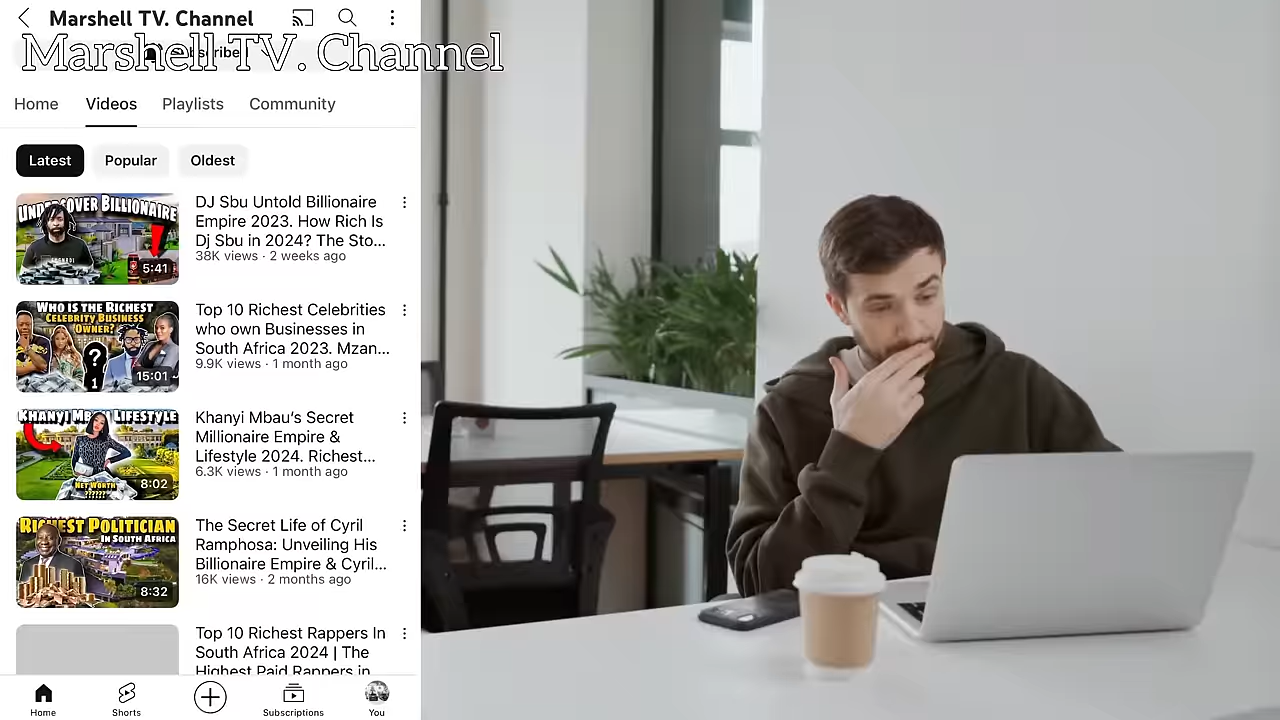 Marshell TV. Channel
Marshell TV. Channel
Home
Videos
Playlists
Community
Latest
Popular
Oldest
UNDERCOVER BILLIONAIRE
5:41
DJ Sbu Untold Billionaire
Empire 2023. How Rich Is
Dj Sbu in 2024? The Sto...
38K views · 2 weeks ago
WHO IS THE RICHEST
CELEBRITY BUSINESS
OWNER?
?
1
15:01
Top 10 Richest Celebrities
who own Businesses in
South Africa 2023. Mzan...
9.9K views · 1 month ago
KHANYI MBAU LIFESTYLE
NET WORTH
??????
8:02
Khanyi Mbau's Secret
Millionaire Empire &
Lifestyle 2024. Richest...
6.3K views · 1 month ago
RICHEST POLITICIAN
IN SOUTH AFRICA
8:32
The Secret Life of Cyril
Ramphosa: Unveiling His
Billionaire Empire & Cyril...
16K views · 2 months ago
Top 10 Richest Rappers In
South Africa 2024 | The
Highest Paid Rappers in
Home
Shorts
Subscriptions
You